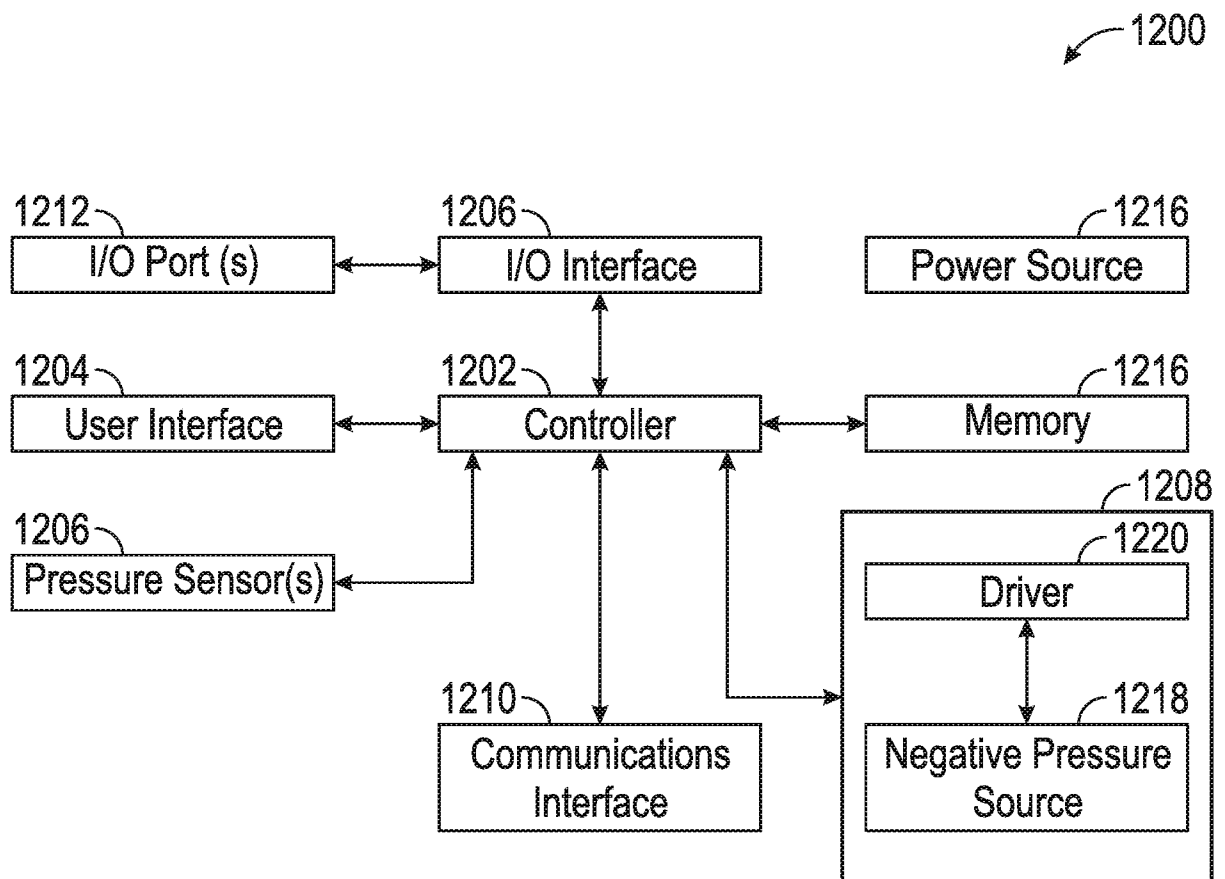 1200
1212
I/O Port (s)
1206
I/O Interface
1216
Power Source
1204
User Interface
1202
Controller
1216
Memory
1206
Pressure Sensor(s)
1208
1220
Driver
1210
Communications
Interface
1218
Negative Pressure
Source